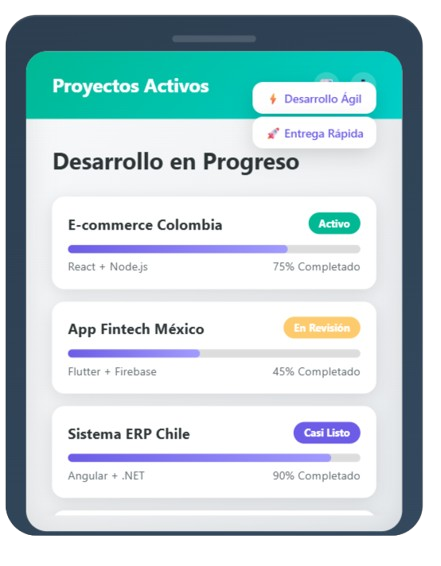 Proyectos Activos
⚡ Desarrollo Ágil
🚀 Entrega Rápida
Desarrollo en Progreso
E-commerce Colombia
Activo
React + Node.js
75% Completado
App Fintech México
En Revisión
Flutter + Firebase
45% Completado
Sistema ERP Chile
Casi Listo
Angular + .NET
90% Completado